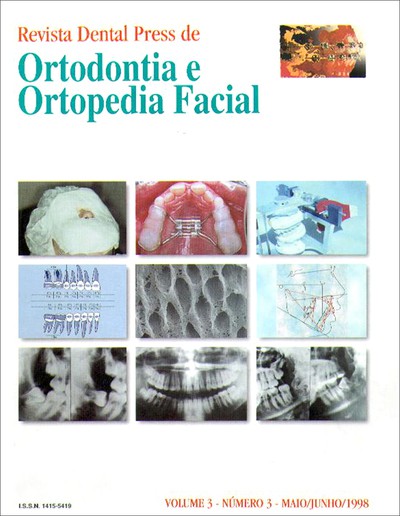 Revista Dental Press de
Ortodontia e
Ortopedia Facial
I.S.S.N. 1415-5419
VOLUME 3 - NÚMERO 3 - MAIO/JUNHO/1998